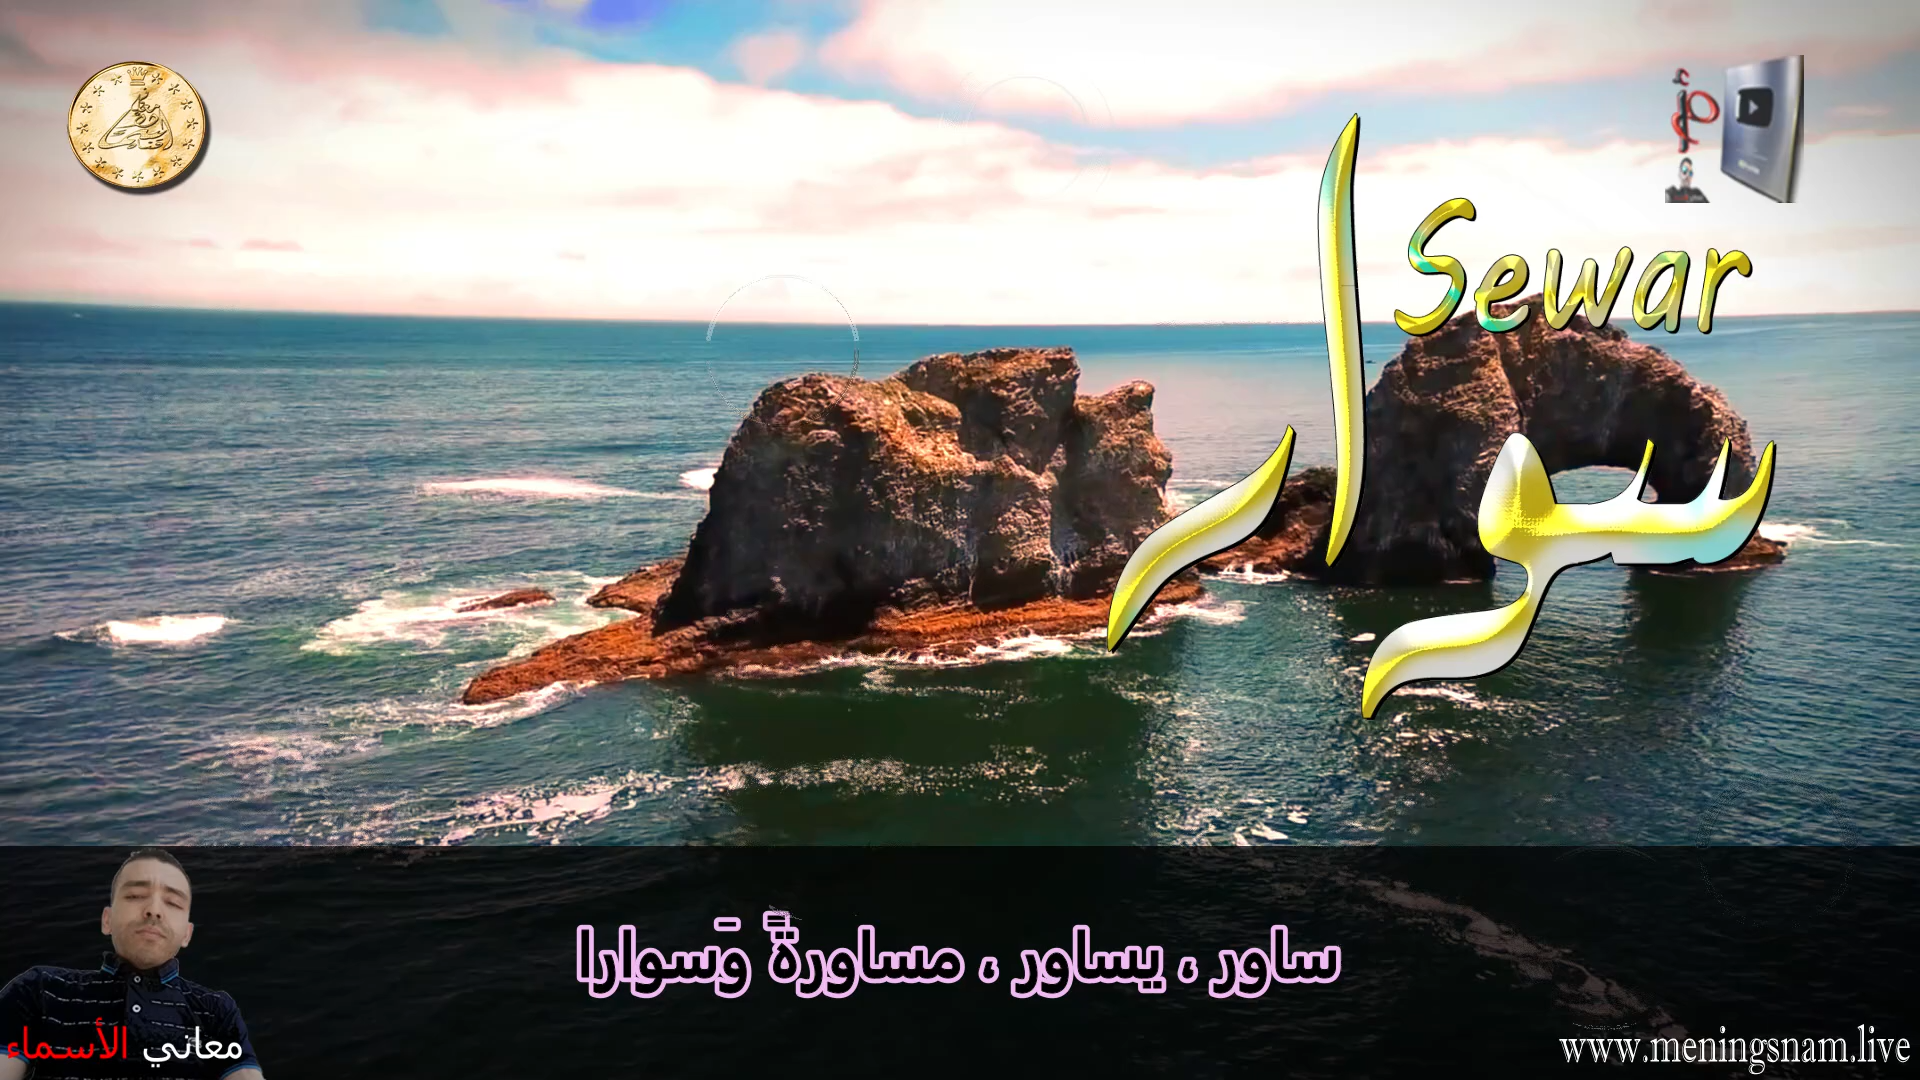 Sewar
سوار
ساور ، يساور ، مساورةً وَسوارا
معاني الأسماء
www.meningsnam.live